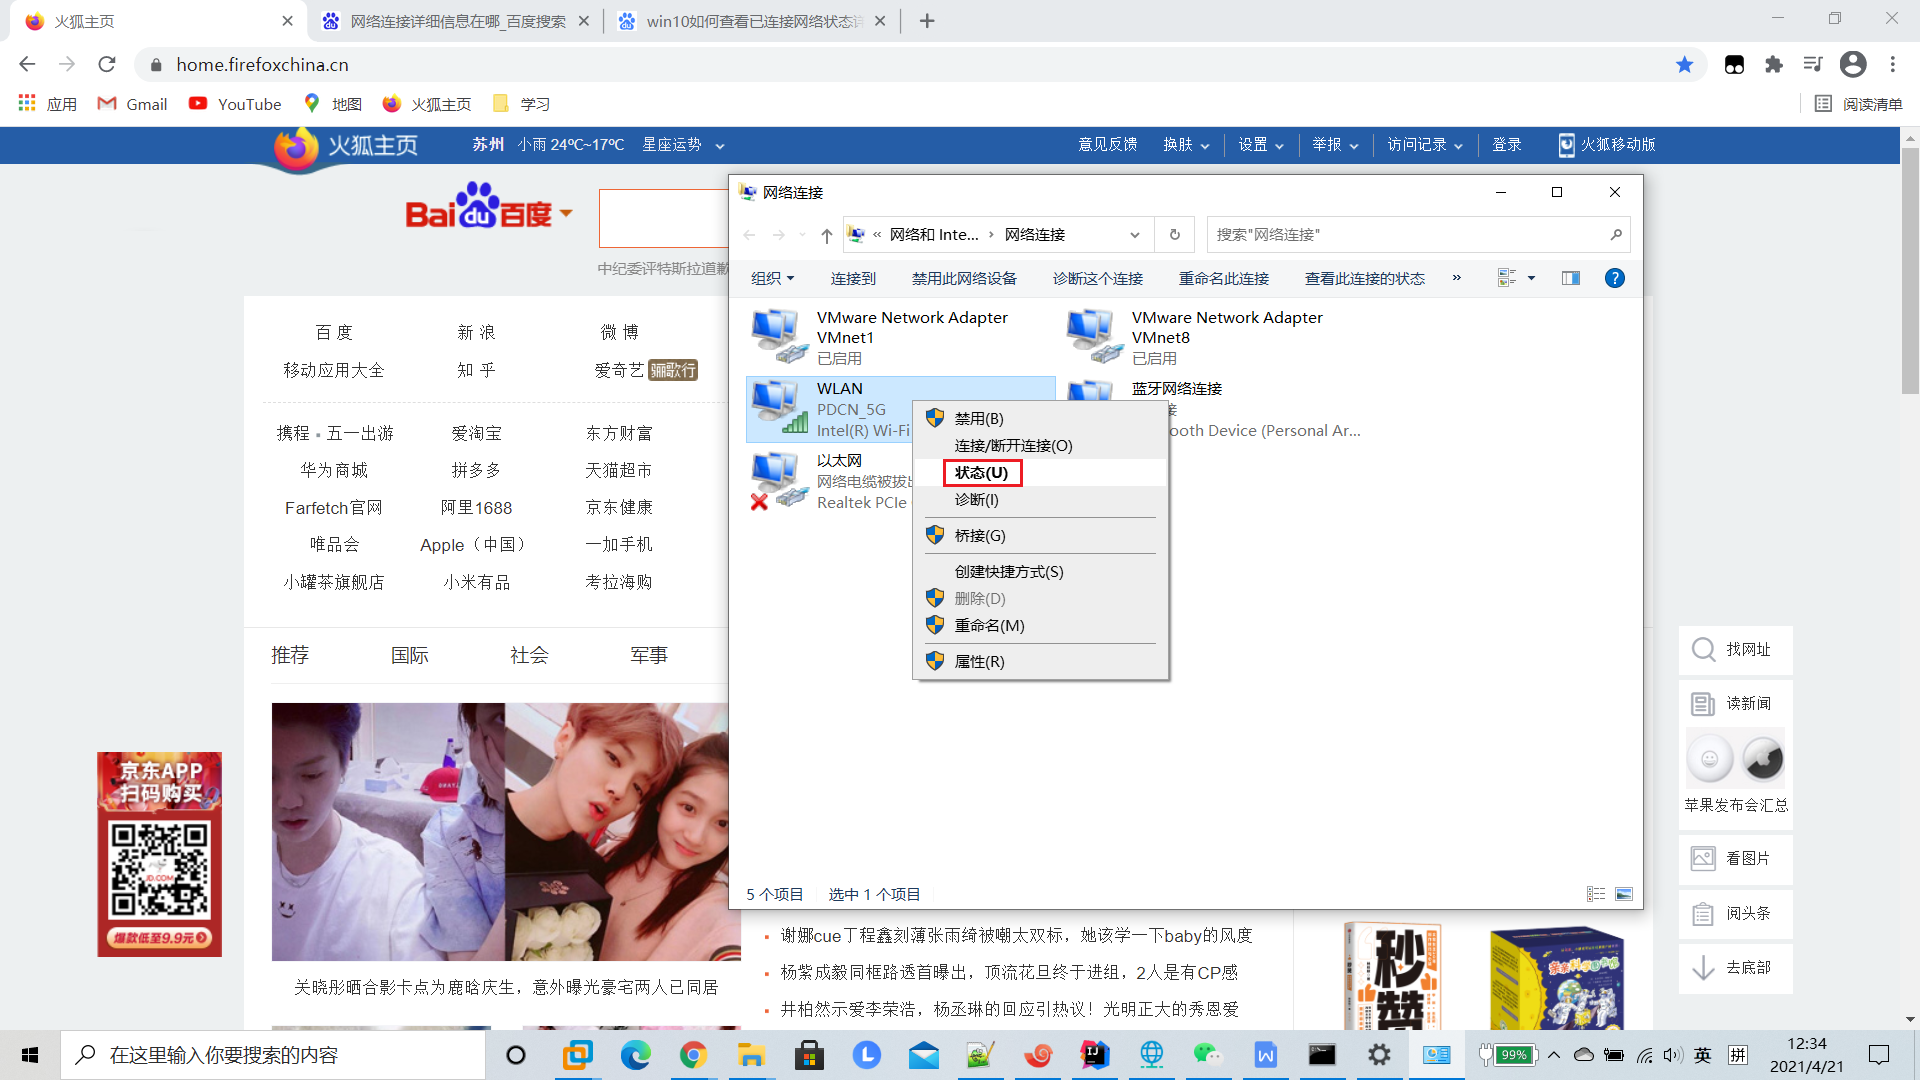 火狐主页
网络连接详细信息在哪_百度搜索
win10如何查看已连接网络状态详
home.firefoxchina.cn
应用 Gmail YouTube 地图 火狐主页 学习 阅读清单
火狐主页 苏州 小雨 24℃~17℃ 星座运势 意见反馈 换肤 设置 举报 访问记录 登录 火狐移动版
Bai du 百度
中纪委评特斯拉道歉
百 度 新 浪 微 博
移动应用大全 知 乎 爱奇艺 骊歌行
携程 五一出游 爱淘宝 东方财富
华为商城 拼多多 天猫超市
Farfetch官网 阿里1688 京东健康
唯品会 Apple（中国） 一加手机
小罐茶旗舰店 小米有品 考拉海购
推荐 国际 社会 军事
京东APP
扫码购买
JD.COM
爆款低至9.9元
关晓彤晒合影卡点为鹿晗庆生，意外曝光豪宅两人已同居
网络连接
« 网络和 Inte... › 网络连接
搜索"网络连接"
组织 连接到 禁用此网络设备 诊断这个连接 重命名此连接 查看此连接的状态 »
VMware Network Adapter
VMnet1
已启用
VMware Network Adapter
VMnet8
已启用
WLAN
PDCN_5G
Intel(R) Wi-Fi
蓝牙网络连接
接
ooth Device (Personal Ar...
以太网
网络电缆被拔出
Realtek PCIe
禁用(B)
连接/断开连接(O)
状态(U)
诊断(I)
桥接(G)
创建快捷方式(S)
删除(D)
重命名(M)
属性(R)
5 个项目 选中 1 个项目
谢娜cue丁程鑫刻薄张雨绮被嘲太双标，她该学一下baby的风度
杨紫成毅同框路透首曝出，顶流花旦终于进组，2人是有CP感
井柏然示爱李荣浩，杨丞琳的回应引热议！光明正大的秀恩爱
秒赞
找网址
读新闻
苹果发布会汇总
看图片
阅头条
去底部
在这里输入你要搜索的内容
99%
英
拼
12:34
2021/4/21